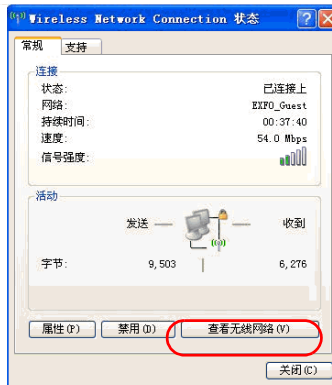 Wireless Network Connection 状态
常规 支持
连接
状态: 已连接上
网络: EXFO_Guest
持续时间: 00:37:40
速度: 54.0 Mbps
信号强度:
活动
发送 — — 收到
字节: 9,503 | 6,276
属性(P) 禁用(D) 查看无线网络(V)
关闭(C)